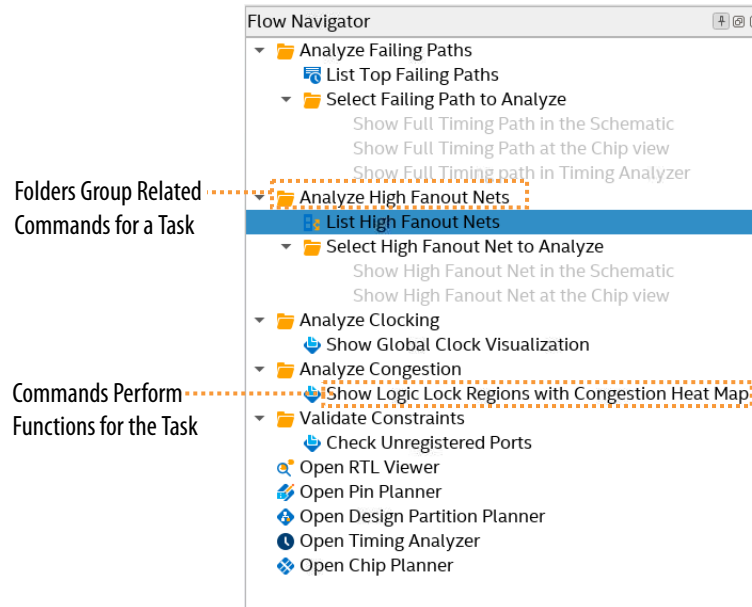 Flow Navigator
Analyze Failing Paths
List Top Failing Paths
Select Failing Path to Analyze
Show Full Timing Path in the Schematic
Show Full Timing Path at the Chip view
Show Full Timing path in Timing Analyzer
Folders Group Related
Commands for a Task
Analyze High Fanout Nets
List High Fanout Nets
Select High Fanout Net to Analyze
Show High Fanout Net in the Schematic
Show High Fanout Net at the Chip view
Analyze Clocking
Show Global Clock Visualization
Analyze Congestion
Commands Perform
Functions for the Task
Show Logic Lock Regions with Congestion Heat Map
Validate Constraints
Check Unregistered Ports
Open RTL Viewer
Open Pin Planner
Open Design Partition Planner
Open Timing Analyzer
Open Chip Planner